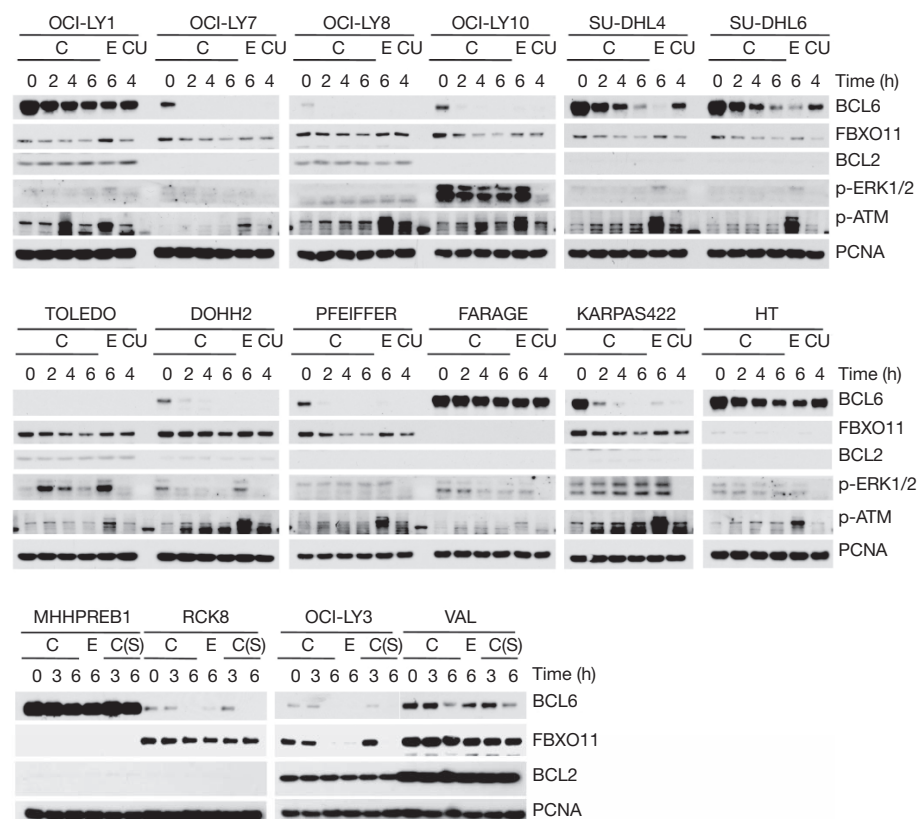 OCI-LY1 OCI-LY7 OCI-LY8 OCI-LY10 SU-DHL4 SU-DHL6
C E CU C E CU C E CU C E CU C E CU C E CU
0 2 4 6 6 4 0 2 4 6 6 4 0 2 4 6 6 4 0 2 4 6 6 4 0 2 4 6 6 4 0 2 4 6 6 4 Time (h)
BCL6
FBXO11
BCL2
p-ERK1/2
p-ATM
PCNA
TOLEDO DOHH2 PFEIFFER FARAGE KARPAS422 HT
C E CU C E CU C E CU C E CU C E CU C E CU
0 2 4 6 6 4 0 2 4 6 6 4 0 2 4 6 6 4 0 2 4 6 6 4 0 2 4 6 6 4 0 2 4 6 6 4 Time (h)
BCL6
FBXO11
BCL2
p-ERK1/2
p-ATM
PCNA
MHHPREB1 RCK8 OCI-LY3 VAL
C E C(S) C E C(S) C E C(S) C E C(S)
0 3 6 6 3 6 0 3 6 6 3 6 0 3 6 6 3 6 0 3 6 6 3 6 Time (h)
BCL6
FBXO11
BCL2
PCNA